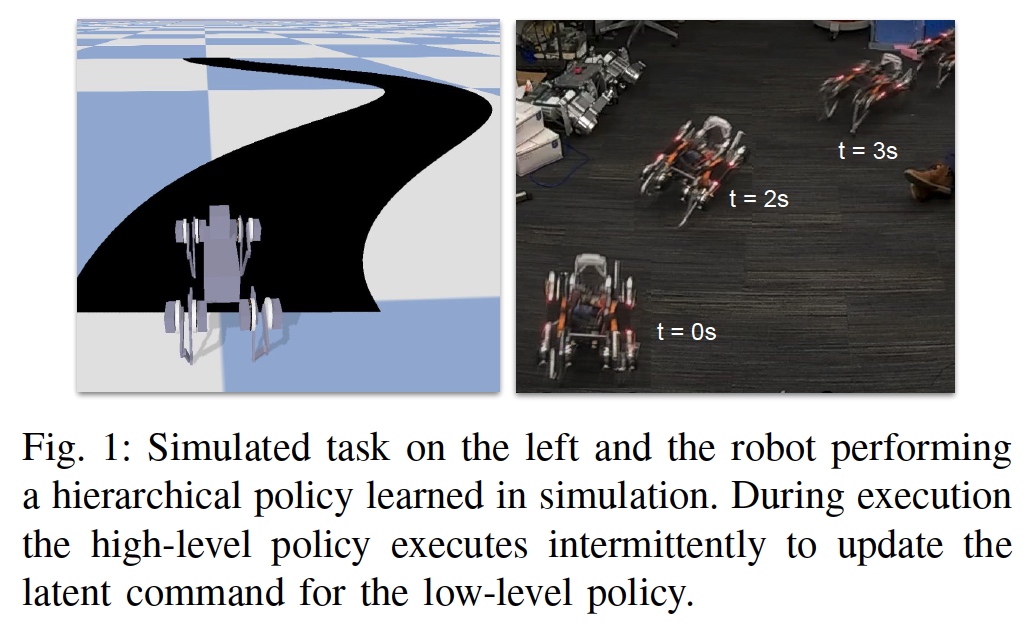 t = 3s
t = 2s
t = 0s
Fig. 1: Simulated task on the left and the robot performing
a hierarchical policy learned in simulation. During execution
the high-level policy executes intermittently to update the
latent command for the low-level policy.